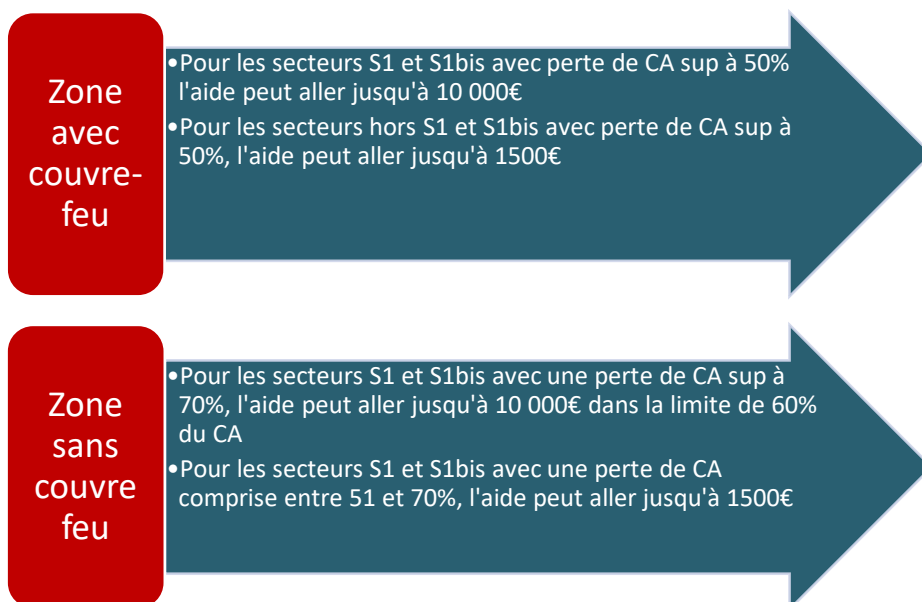 Zone
avec
couvre-
feu
•Pour les secteurs S1 et S1bis avec perte de CA sup à 50%
l'aide peut aller jusqu'à 10 000€
•Pour les secteurs hors S1 et S1bis avec perte de CA sup à
50%, l'aide peut aller jusqu'à 1500€
Zone
sans
couvre
feu
•Pour les secteurs S1 et S1bis avec une perte de CA sup à
70%, l'aide peut aller jusqu'à 10 000€ dans la limite de 60%
du CA
•Pour les secteurs S1 et S1bis avec une perte de CA
comprise entre 51 et 70%, l'aide peut aller jusqu'à 1500€